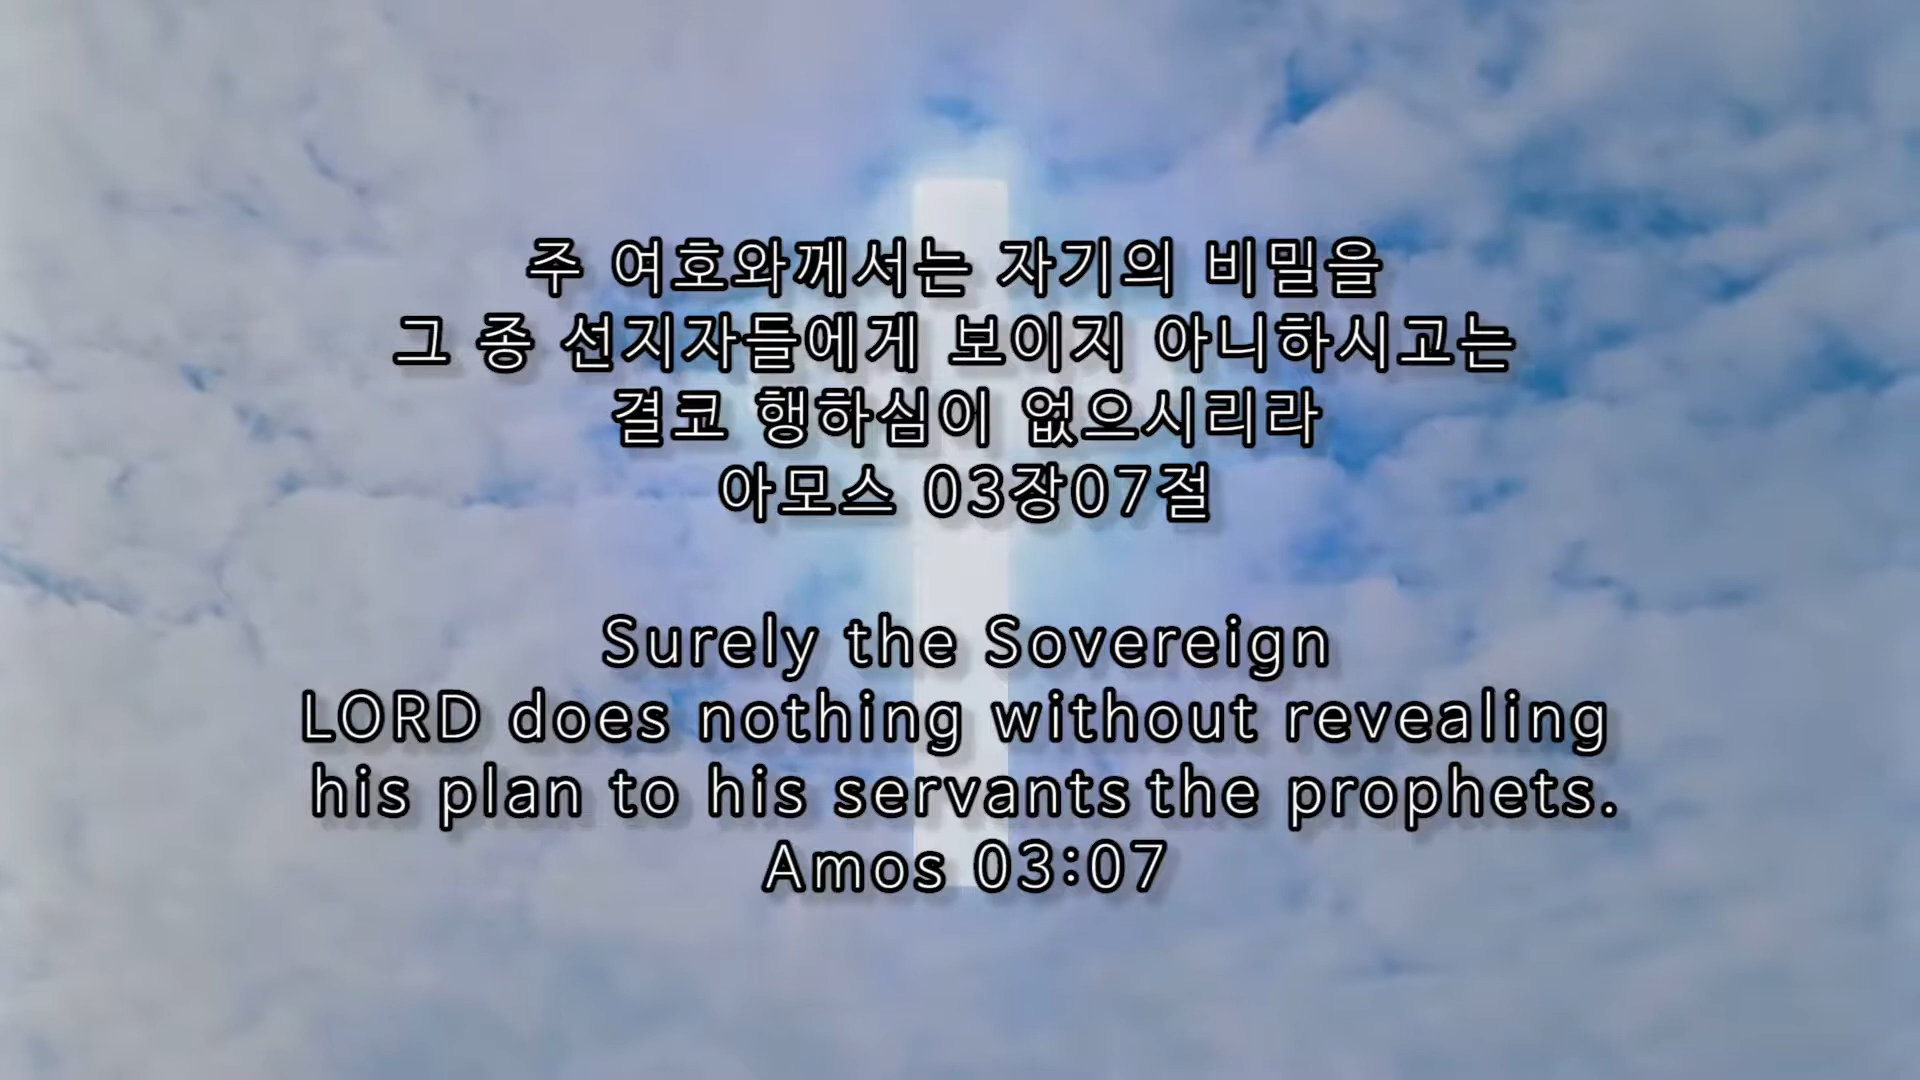 주 여호와께서는 자기의 비밀을
그 종 선지자들에게 보이지 아니하시고는
결코 행하심이 없으시리라
아모스 03장07절
Surely the Sovereign
LORD does nothing without revealing
his plan to his servants the prophets.
Amos 03:07